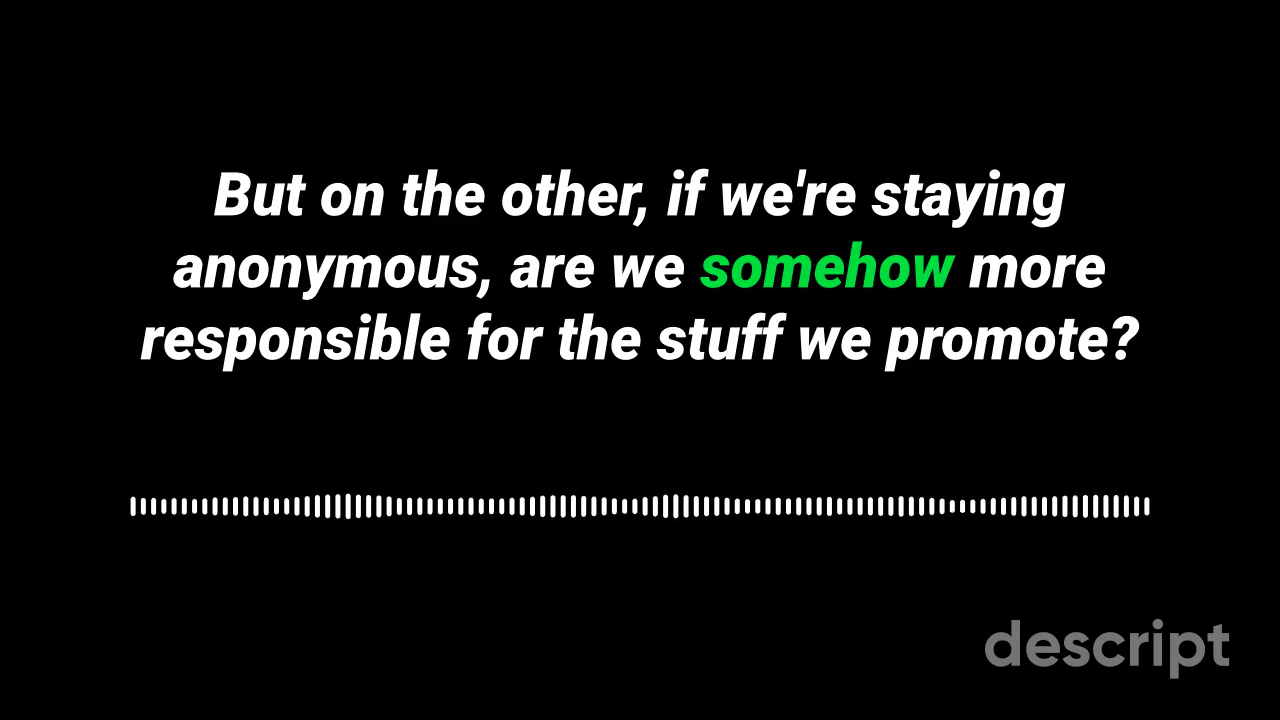 But on the other, if we're staying
anonymous, are we somehow more
responsible for the stuff we promote?
descript